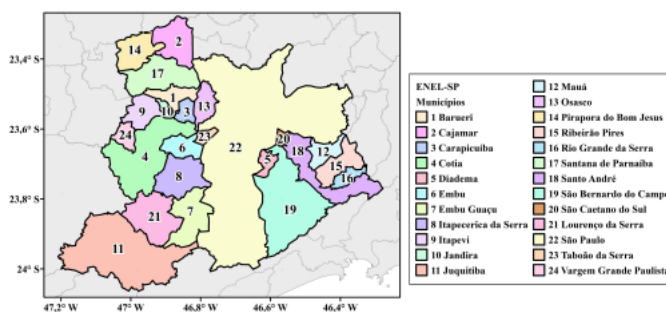 23,4° S
23,6° S
23,8° S
24° S
47,2° W
47° W
46,8° W
46,6° W
46,4° W
2
14
17
1
9
10
3
13
24
23
4
6
22
20
5
18
12
15
16
8
7
21
19
11
ENEL-SP
Municípios
1 Barueri
2 Cajamar
3 Carapicuíba
4 Cotia
5 Diadema
6 Embu
7 Embu Guaçu
8 Itapecerica da Serra
9 Itapevi
10 Jandira
11 Juquitiba
12 Mauá
13 Osasco
14 Pirapora do Bom Jesus
15 Ribeirão Pires
16 Rio Grande da Serra
17 Santana de Parnaíba
18 Santo André
19 São Bernardo do Campo
20 São Caetano do Sul
21 Lourenço da Serra
22 São Paulo
23 Taboão da Serra
24 Vargem Grande Paulista